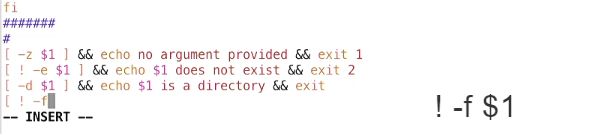 fi
#######
#
[ -z $1 ] && echo no argument provided && exit 1
[ ! -e $1 ] && echo $1 does not exist && exit 2
[ -d $1 ] && echo $1 is a directory && exit
[ ! -f
-- INSERT --
! -f $1